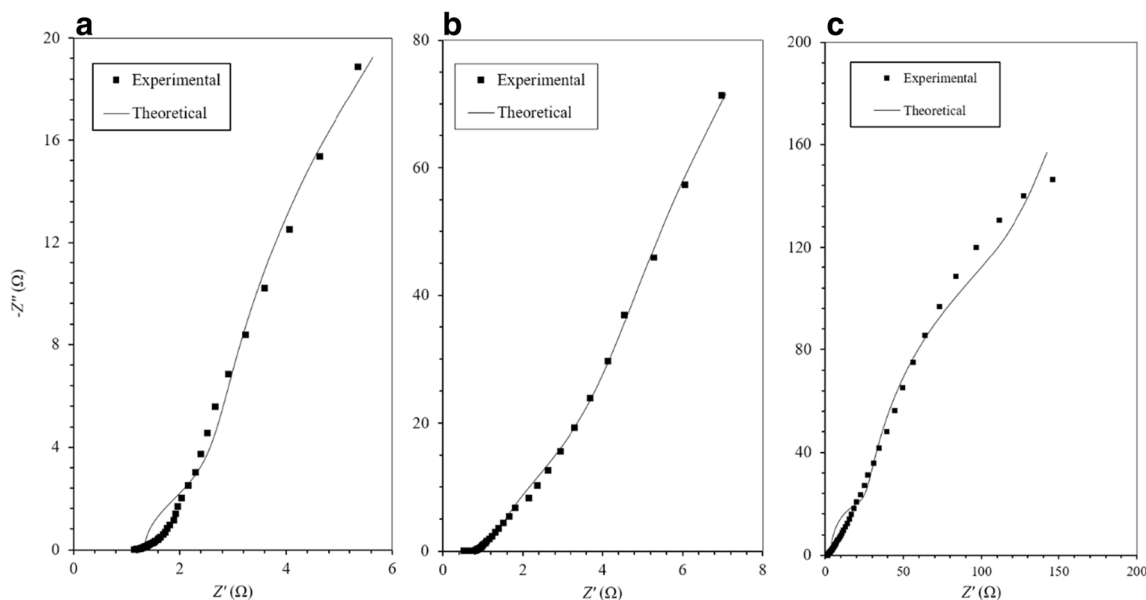 a
20
16
12
8
4
0
-Z″ (Ω)
Experimental
Theoretical
0 2 4 6
Z′ (Ω)
b
80
60
40
20
0
Experimental
Theoretical
0 2 4 6 8
Z′ (Ω)
c
200
160
120
80
40
0
Experimental
Theoretical
0 50 100 150 200
Z′ (Ω)